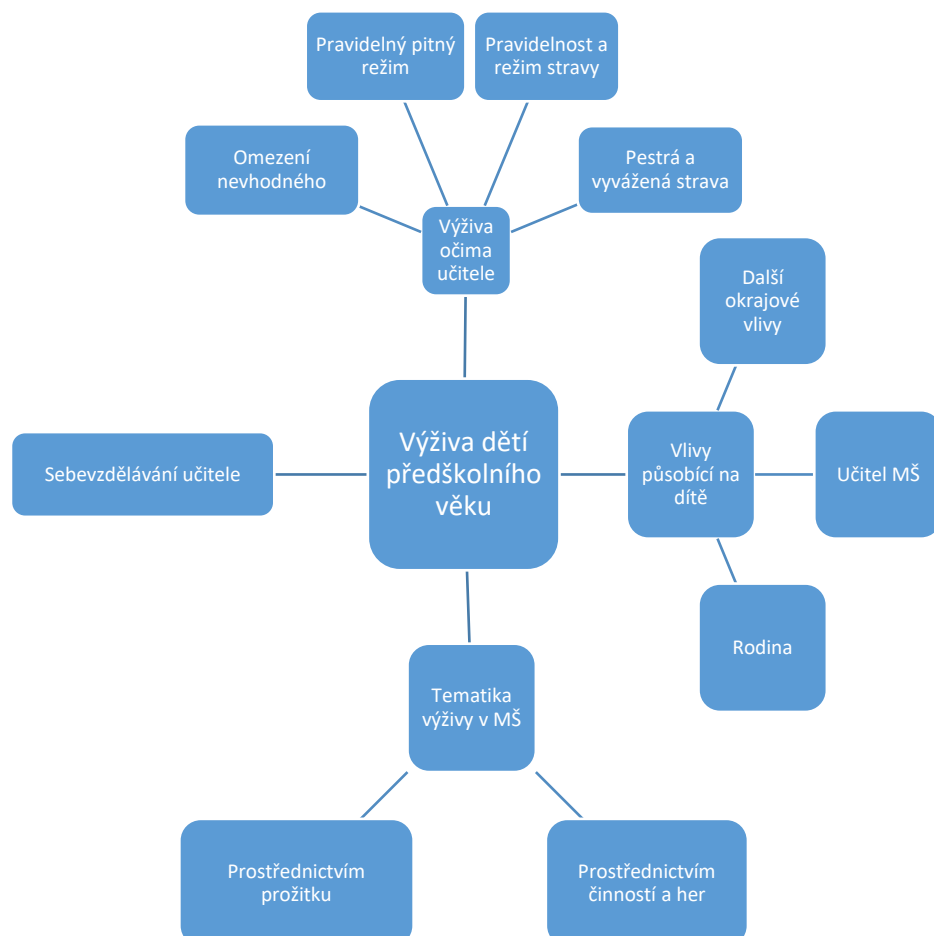 Pravidelný pitný
režim
Pravidelnost a
režim stravy
Omezení
nevhodného
Pestrá a
vyvážená strava
Výživa
očima
učitele
Další
okrajové
vlivy
Výživa dětí
předškolního
věku
Sebevzdělávání učitele
Vlivy
působící na
dítě
Učitel MŠ
Rodina
Tematika
výživy v MŠ
Prostřednictvím
prožitku
Prostřednictvím
činností a her